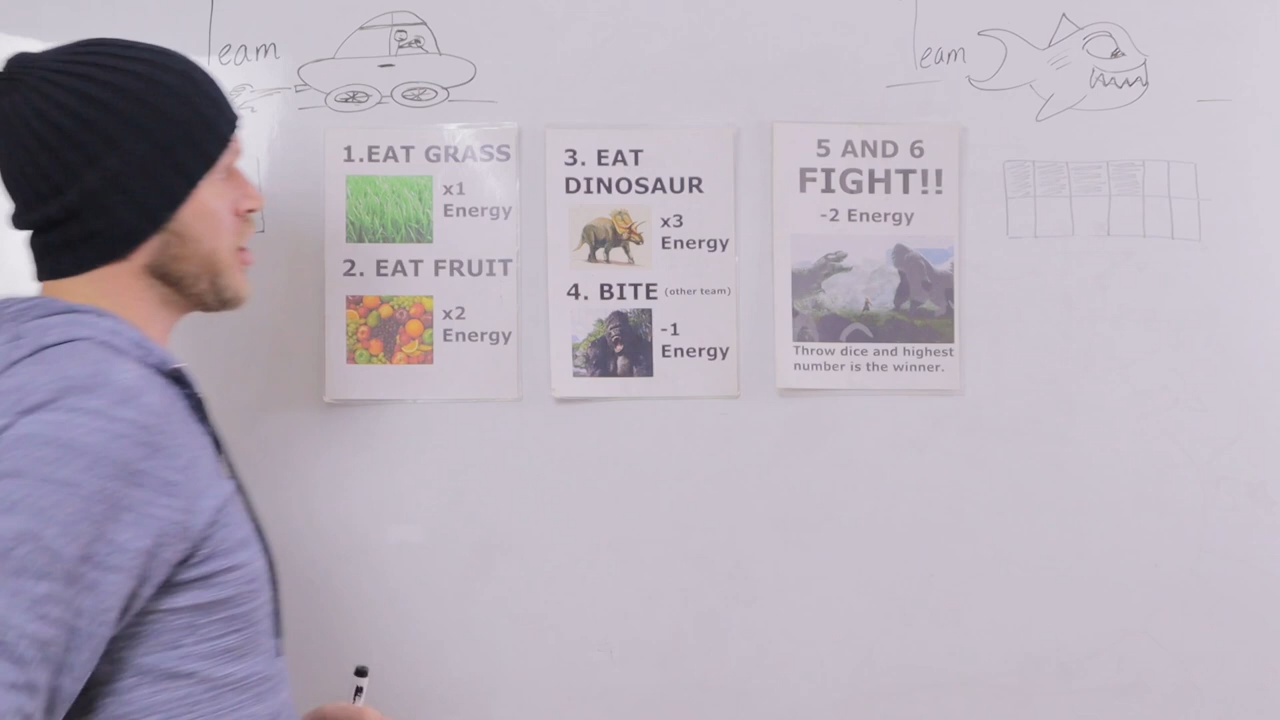 Team
Team
1.EAT GRASS
x1
Energy
2. EAT FRUIT
x2
Energy
3. EAT
DINOSAUR
x3
Energy
4. BITE (other team)
-1
Energy
5 AND 6
FIGHT!!
-2 Energy
Throw dice and highest
number is the winner.